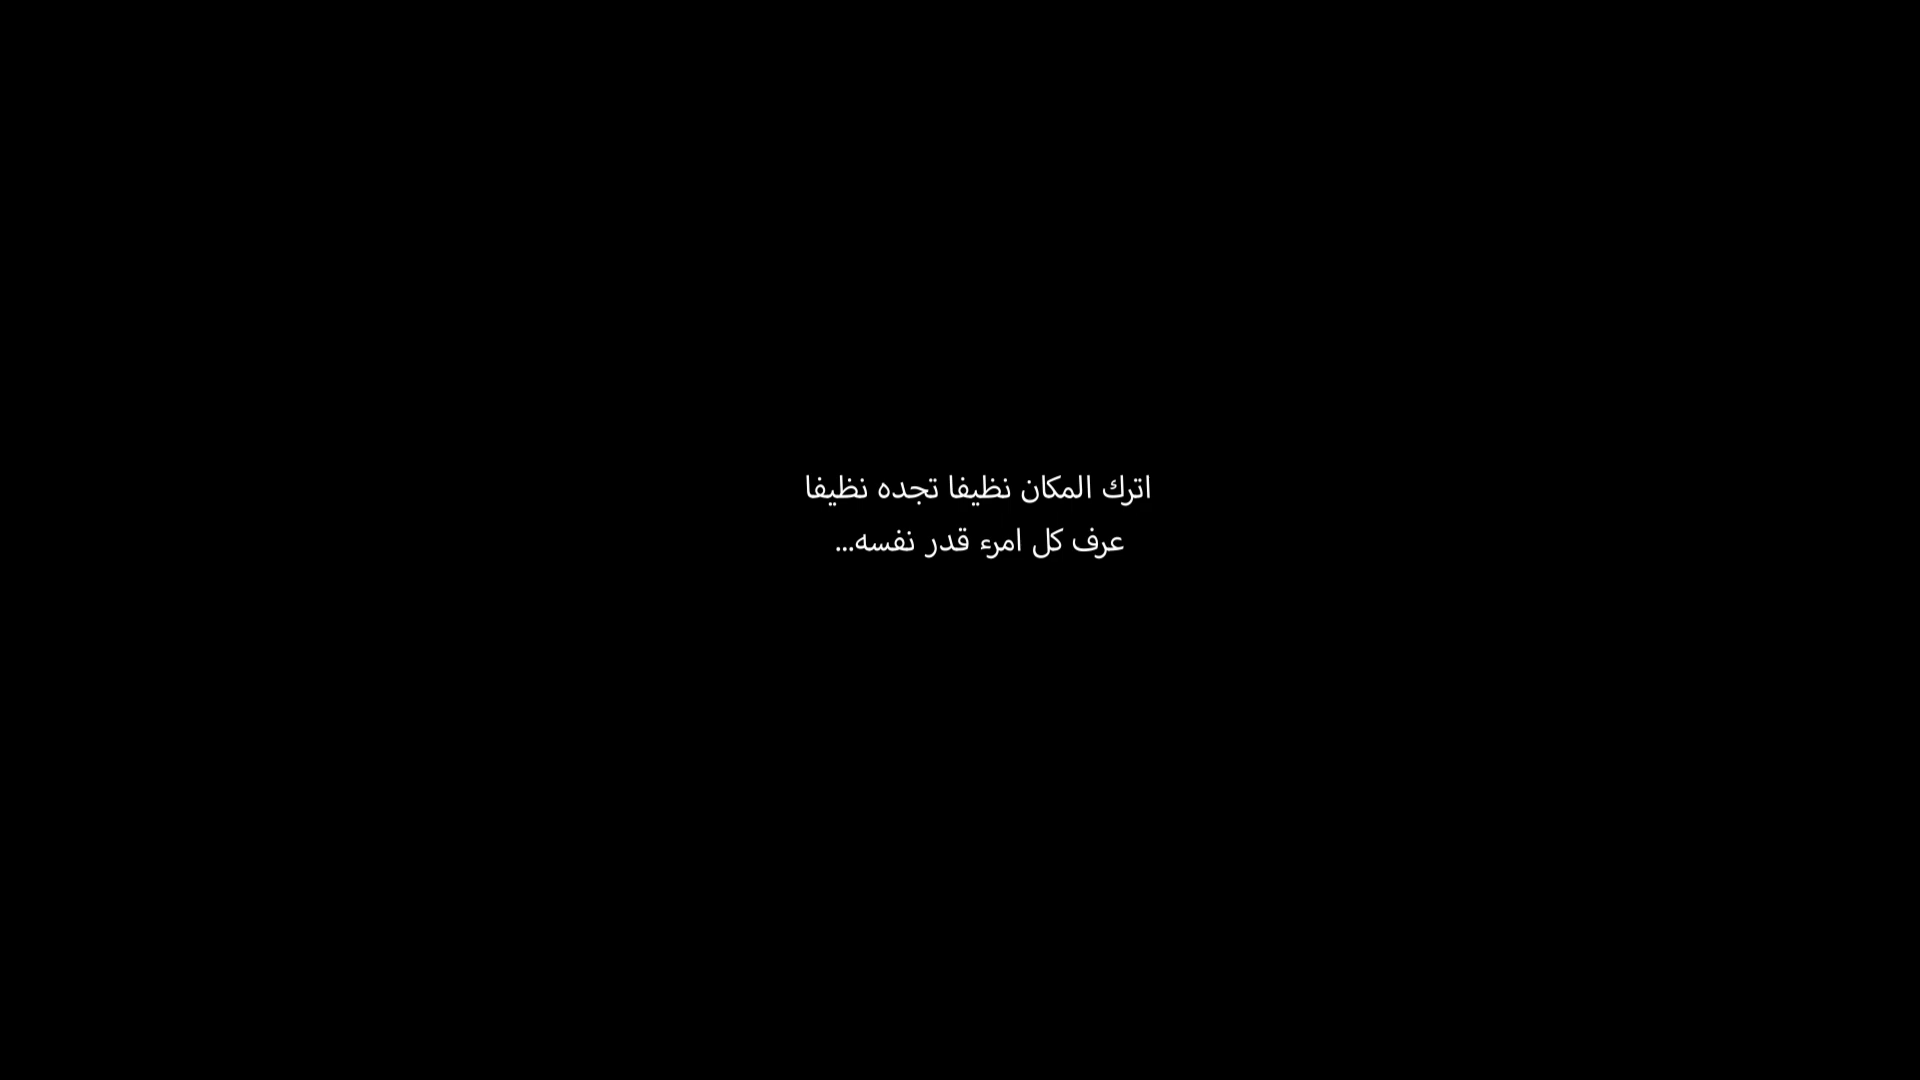 اترك المكان نظيفا تجده نظيفا
عرف كل امرء قدر نفسه...